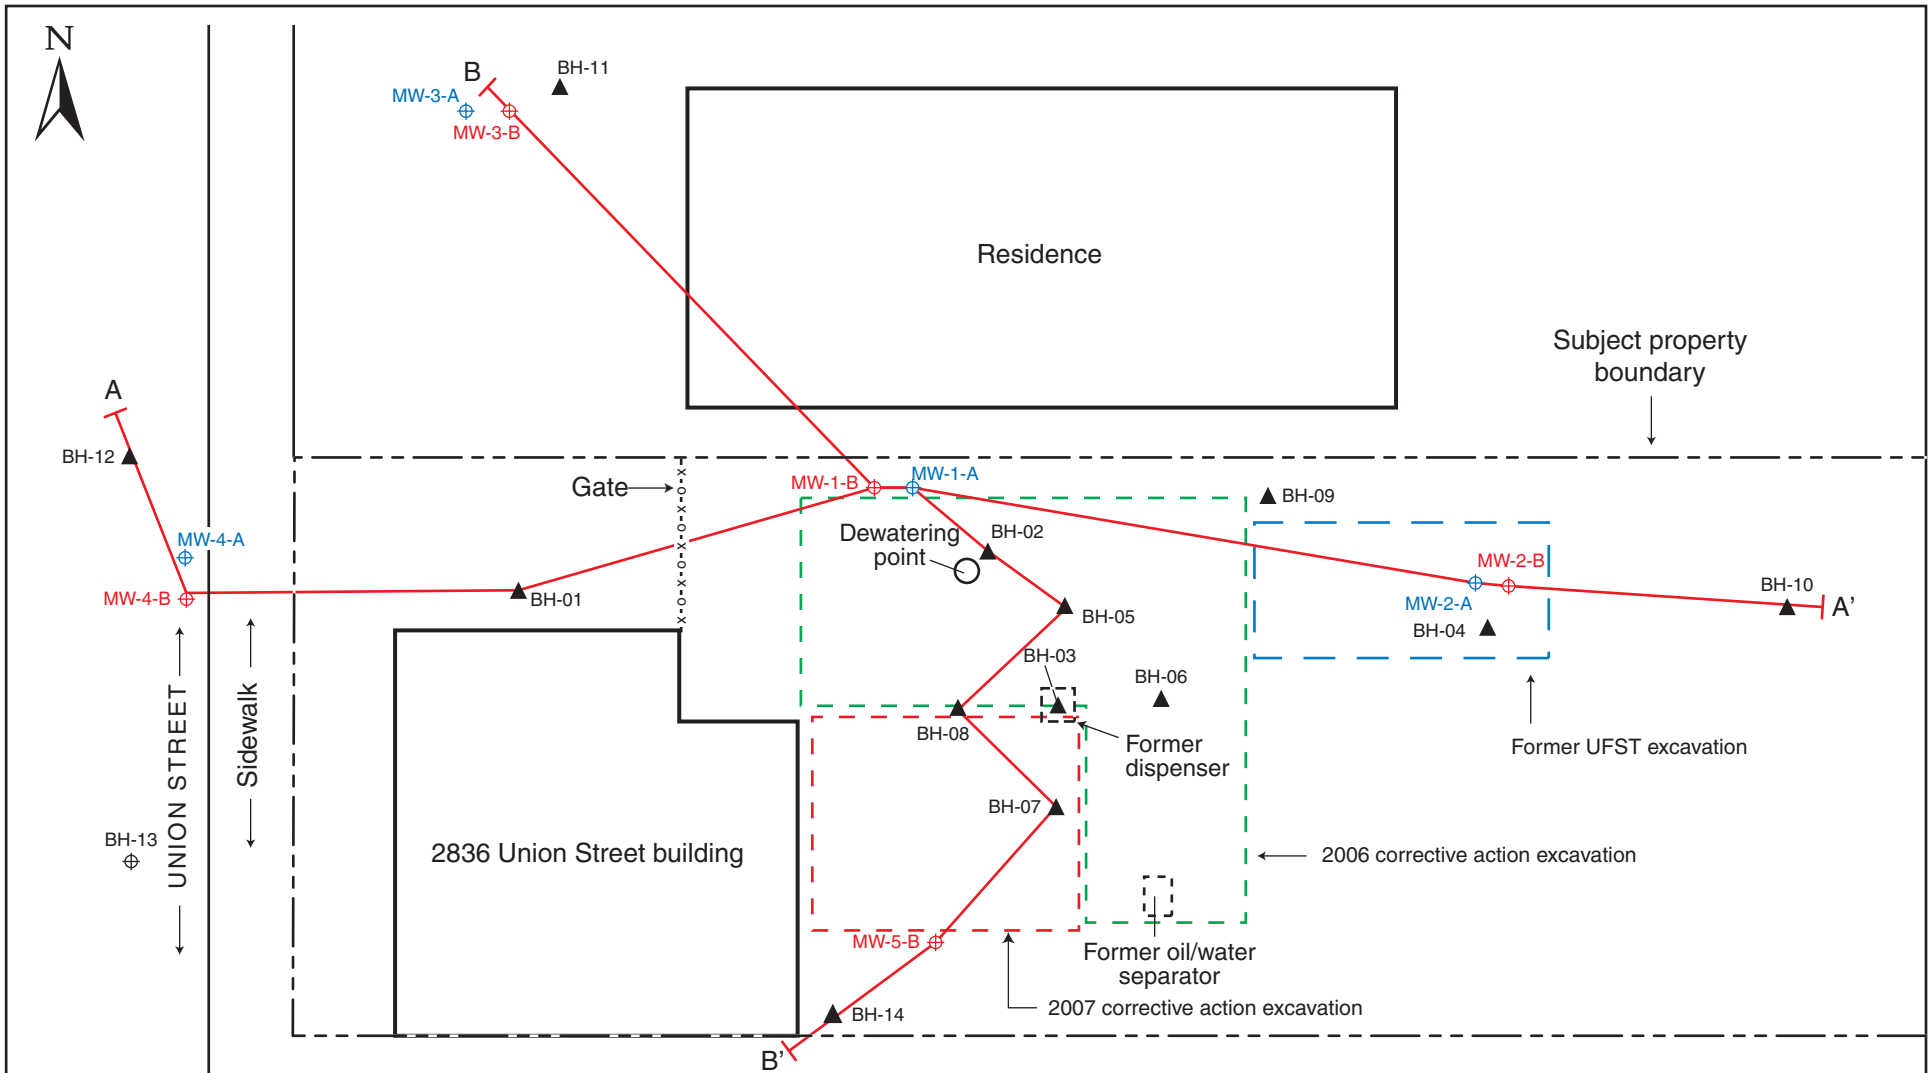 N
B
BH-11
MW-3-A
MW-3-B
Residence
Subject property
boundary
A
BH-12
Gate
MW-1-B
MW-1-A
BH-09
MW-4-A
Dewatering
point
BH-02
MW-2-B
MW-4-B
BH-01
MW-2-A
BH-10
A'
BH-05
BH-04
BH-03
BH-06
UNION STREET
Sidewalk
BH-08
Former
dispenser
Former UFST excavation
BH-07
BH-13
2836 Union Street building
2006 corrective action excavation
MW-5-B
Former oil/water
separator
2007 corrective action excavation
BH-14
B'